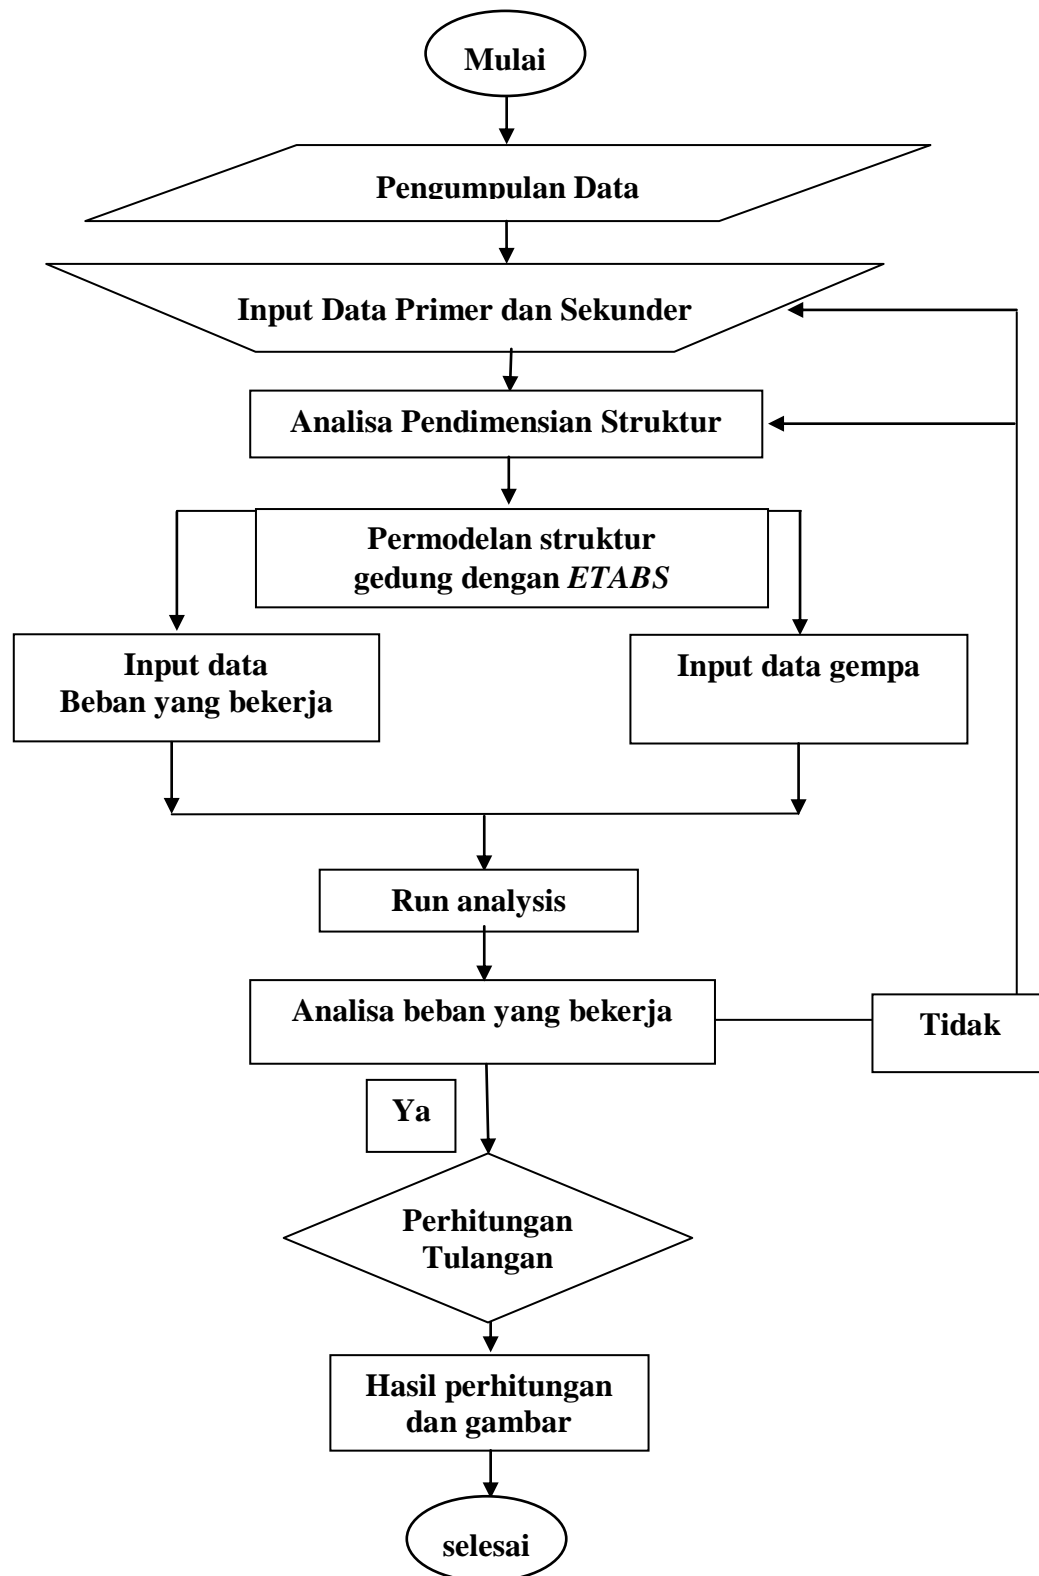 Mulai
Pengumpulan Data
Input Data Primer dan Sekunder
Analisa Pendimensian Struktur
Permodelan struktur
gedung dengan ETABS
Input data
Beban yang bekerja
Input data gempa
Run analysis
Analisa beban yang bekerja
Tidak
Ya
Perhitungan
Tulangan
Hasil perhitungan
dan gambar
selesai